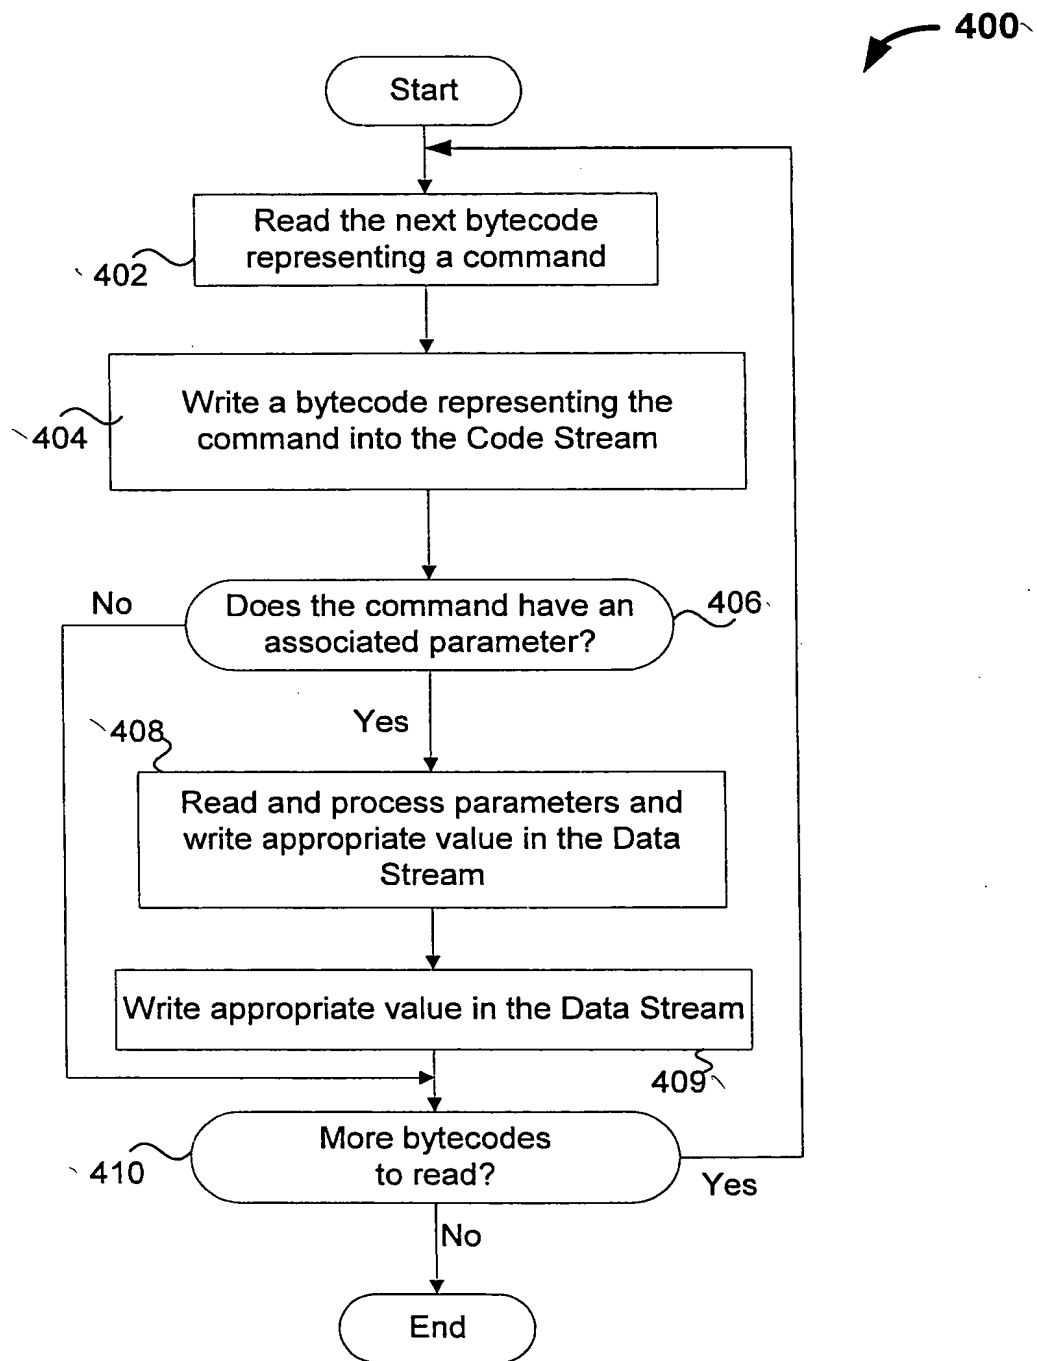 400
Start
Read the next bytecode
representing a command
402
Write a bytecode representing the
command into the Code Stream
404
No
Does the command have an
associated parameter?
406
Yes
408
Read and process parameters and
write appropriate value in the Data
Stream
Write appropriate value in the Data Stream
409
More bytecodes
to read?
410
Yes
No
End